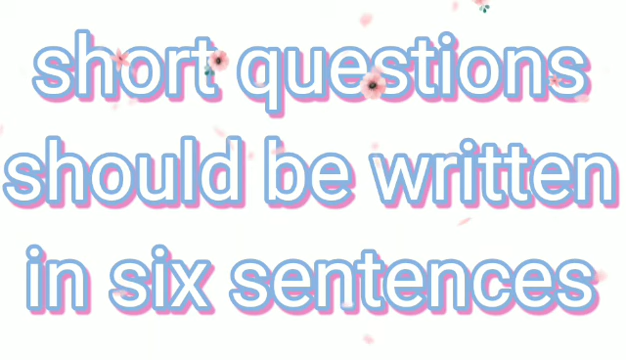 short questions
should be written
in six sentences